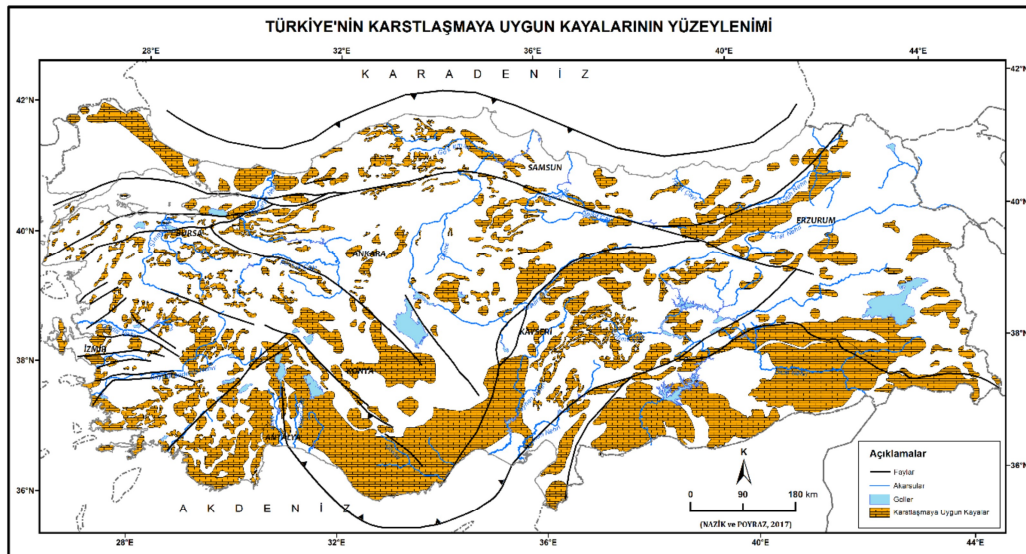 TÜRKİYE'NİN KARSTLAŞMAYA UYGUN KAYALARININ YÜZEYLENİMİ
28°E 32°E 36°E 40°E 44°E
K A R A D E N İ Z
42°N 42°N
SAMSUN
40°N 40°N
BURSA
ERZURUM
ANKARA
38°N 38°N
KAYSERİ
İZMİR
KONYA
ANTALYA
36°N 36°N
A K D E N İ Z
K
0 90 180 km
(NAZİK ve POYRAZ, 2017)
Açıklamalar
Faylar
Akarsular
Göller
Karstlaşmaya Uygun Kayalar
28°E 32°E 36°E 40°E 44°E